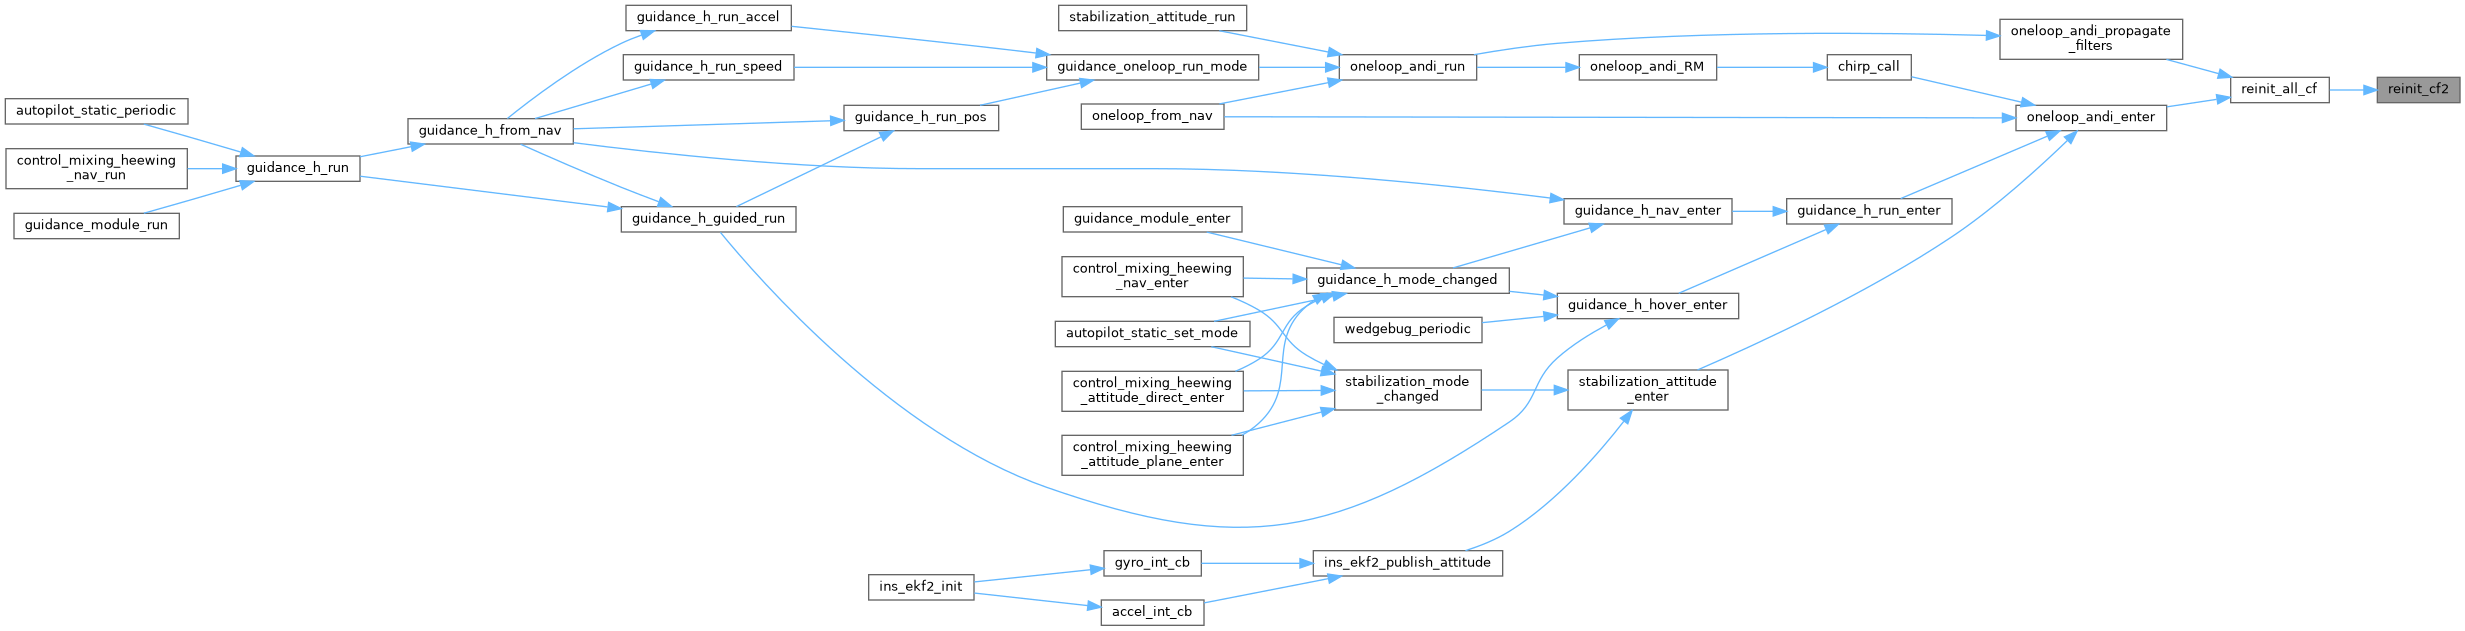 guidance_h_run_accel
stabilization_attitude_run
oneloop_andi_propagate
_filters
guidance_h_run_speed
guidance_oneloop_run_mode
oneloop_andi_run
oneloop_andi_RM
chirp_call
reinit_all_cf
reinit_cf2
autopilot_static_periodic
guidance_h_from_nav
guidance_h_run_pos
oneloop_from_nav
oneloop_andi_enter
control_mixing_heewing
_nav_run
guidance_h_run
guidance_module_run
guidance_h_guided_run
guidance_module_enter
guidance_h_nav_enter
guidance_h_run_enter
control_mixing_heewing
_nav_enter
guidance_h_mode_changed
guidance_h_hover_enter
autopilot_static_set_mode
wedgebug_periodic
control_mixing_heewing
_attitude_direct_enter
stabilization_mode
_changed
stabilization_attitude
_enter
control_mixing_heewing
_attitude_plane_enter
gyro_int_cb
ins_ekf2_publish_attitude
ins_ekf2_init
accel_int_cb